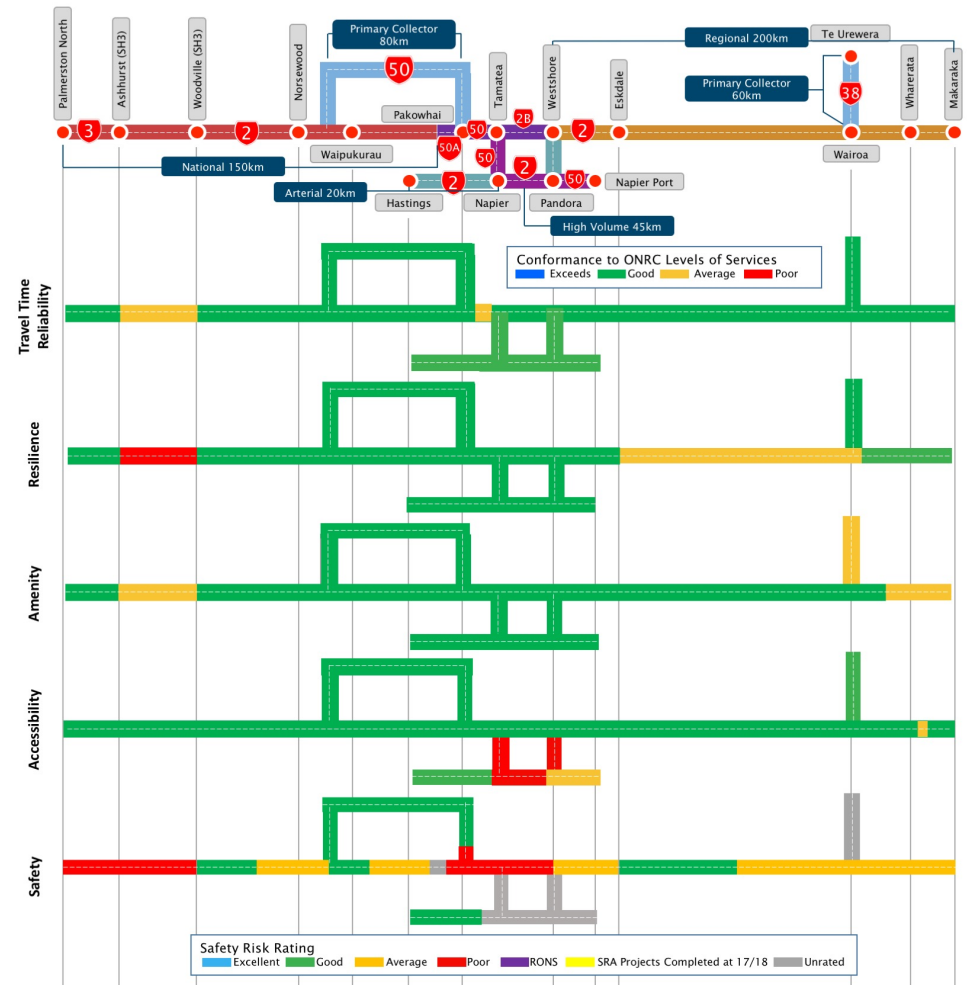 Palmerston North
Ashhurst (SH3)
Woodville (SH3)
Norsewood
Primary Collector
80km
50
Tamatea
Westshore
Regional 200km
Te Urewera
Eskdale
Primary Collector
60km
38
Wharerata
Makaraka
Pakowhai
3
2
50
2B
2
50A
Waipukurau
50
2
50
Wairoa
National 150km
Arterial 20km
2
Napier Port
Hastings
Napier
Pandora
High Volume 45km
Conformance to ONRC Levels of Services
Exceeds Good Average Poor
Travel Time
Reliability
Resilience
Amenity
Accessibility
Safety
Safety Risk Rating
Excellent Good Average Poor RONS SRA Projects Completed at 17/18 Unrated